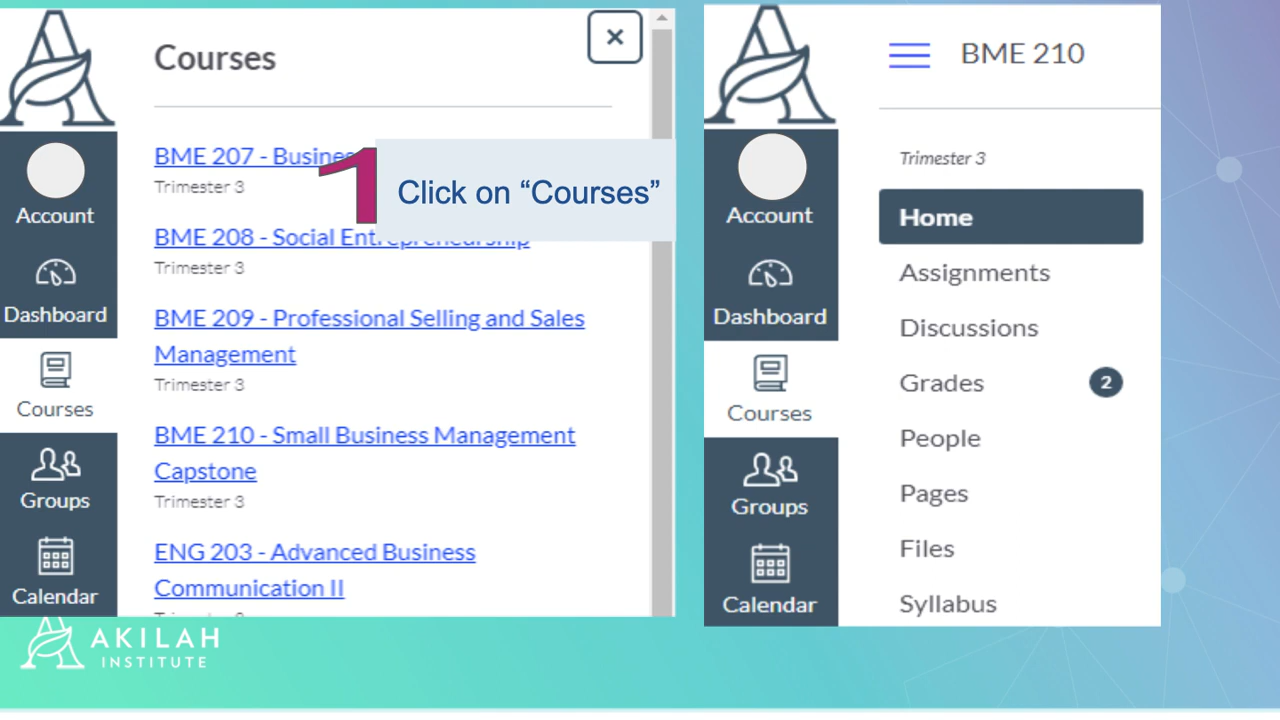 Courses
×
BME 207 - Busines
Trimester 3
1
Click on “Courses”
BME 208 - Social Entrepreneurship
Trimester 3
BME 209 - Professional Selling and Sales
Management
Trimester 3
BME 210 - Small Business Management
Capstone
Trimester 3
ENG 203 - Advanced Business
Communication II
Account
Dashboard
Courses
Groups
Calendar
BME 210
Trimester 3
Home
Assignments
Discussions
Grades
2
People
Pages
Files
Syllabus
Account
Dashboard
Courses
Groups
Calendar
AKILAH
INSTITUTE